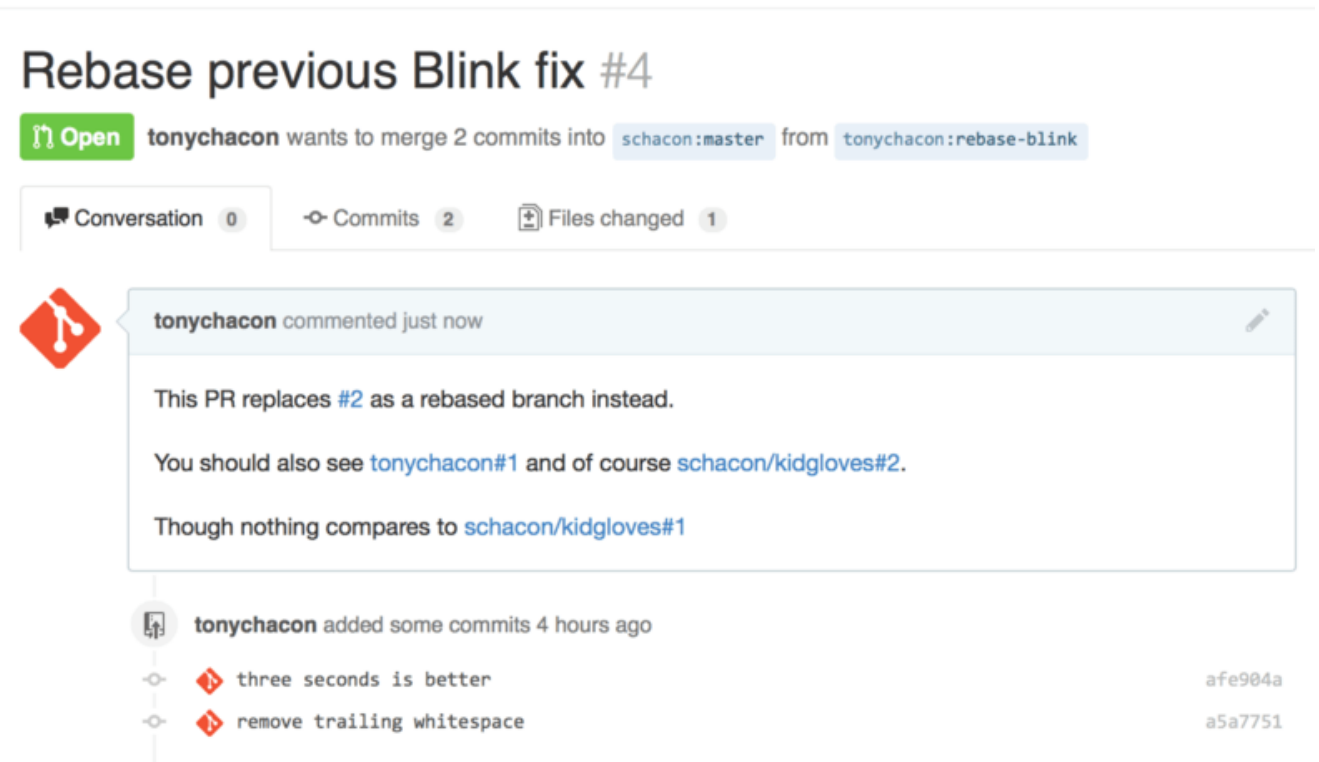 Rebase previous Blink fix #4
Open tonychacon wants to merge 2 commits into schacon:master from tonychacon:rebase-blink
Conversation 0 Commits 2 Files changed 1
tonychacon commented just now
This PR replaces #2 as a rebased branch instead.
You should also see tonychacon#1 and of course schacon/kidgloves#2.
Though nothing compares to schacon/kidgloves#1
tonychacon added some commits 4 hours ago
three seconds is better afe904a
remove trailing whitespace a5a7751